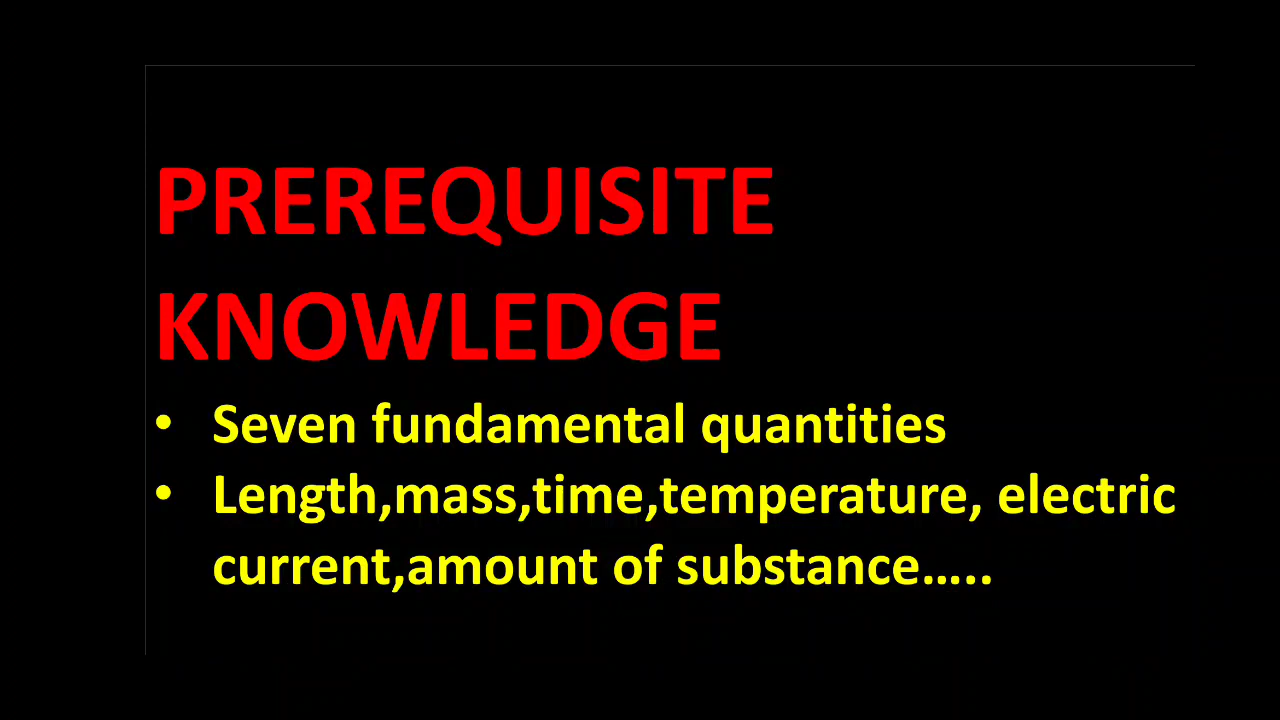 PREREQUISITE
KNOWLEDGE
• Seven fundamental quantities
• Length,mass,time,temperature, electric
current,amount of substance…..